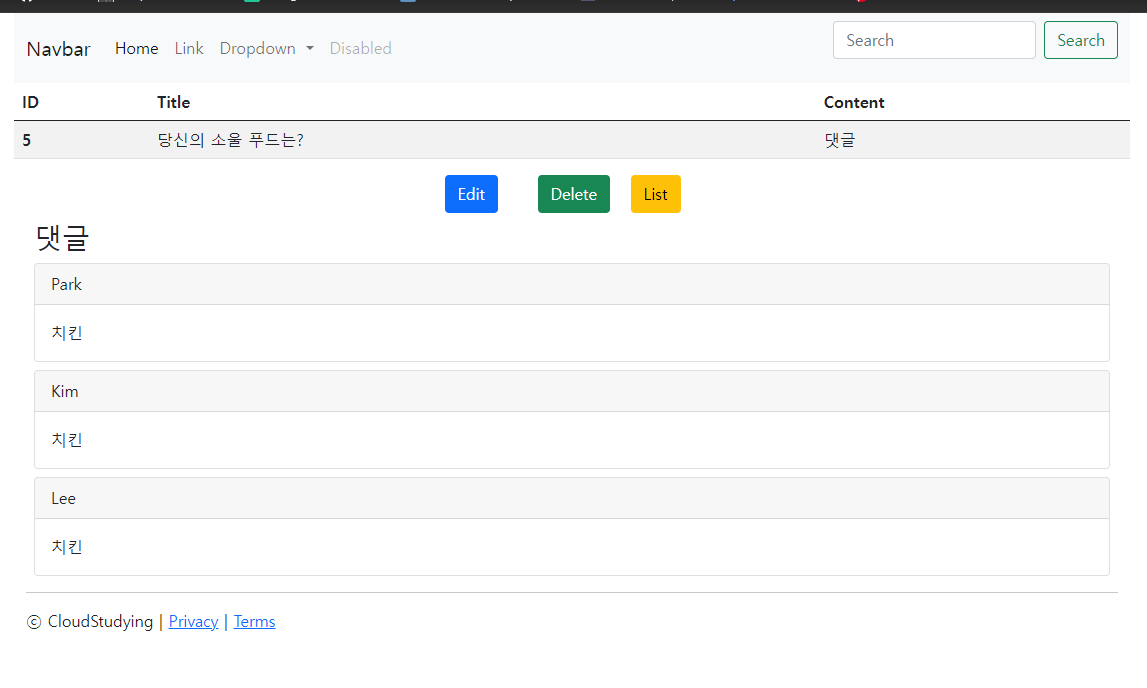 Navbar Home Link Dropdown Disabled Search Search
ID Title Content
5 당신의 소울 푸드는? 댓글
Edit Delete List
댓글
Park
치킨
Kim
치킨
Lee
치킨
ⓒ CloudStudying | Privacy | Terms